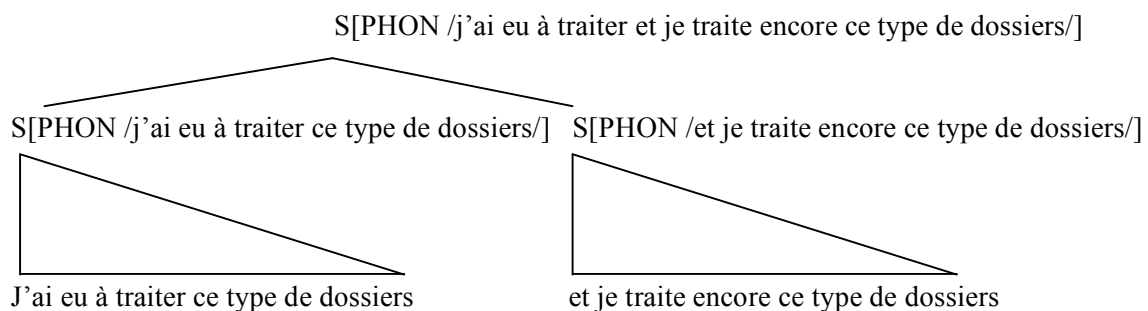 S[PHON /j’ai eu à traiter et je traite encore ce type de dossiers/]
S[PHON /j’ai eu à traiter ce type de dossiers/] S[PHON /et je traite encore ce type de dossiers/]
J’ai eu à traiter ce type de dossiers et je traite encore ce type de dossiers